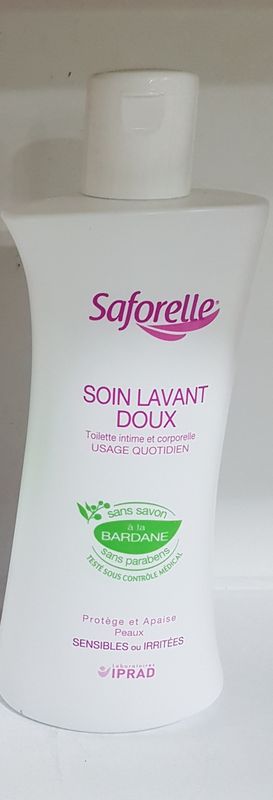 Saforelle®
SOIN LAVANT
DOUX
Toilette intime et corporelle
USAGE QUOTIDIEN
sans savon
à la
BARDANE
sans parabens
TESTÉ SOUS CONTRÔLE MÉDICAL
Protège et Apaise
Peaux
SENSIBLES ou IRRITÉES
Laboratoires
IPRAD